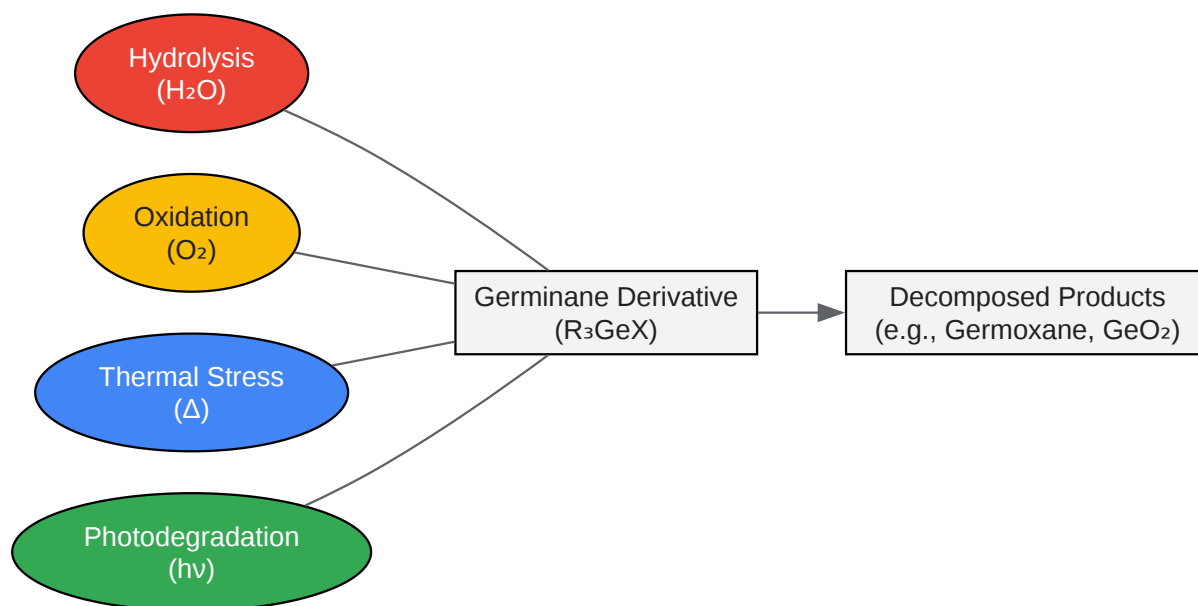 Hydrolysis
(H₂O)
Oxidation
(O₂)
Germinane Derivative
(R₃GeX)
Decomposed Products
(e.g., Germoxane, GeO₂)
Thermal Stress
(Δ)
Photodegradation
(hν)